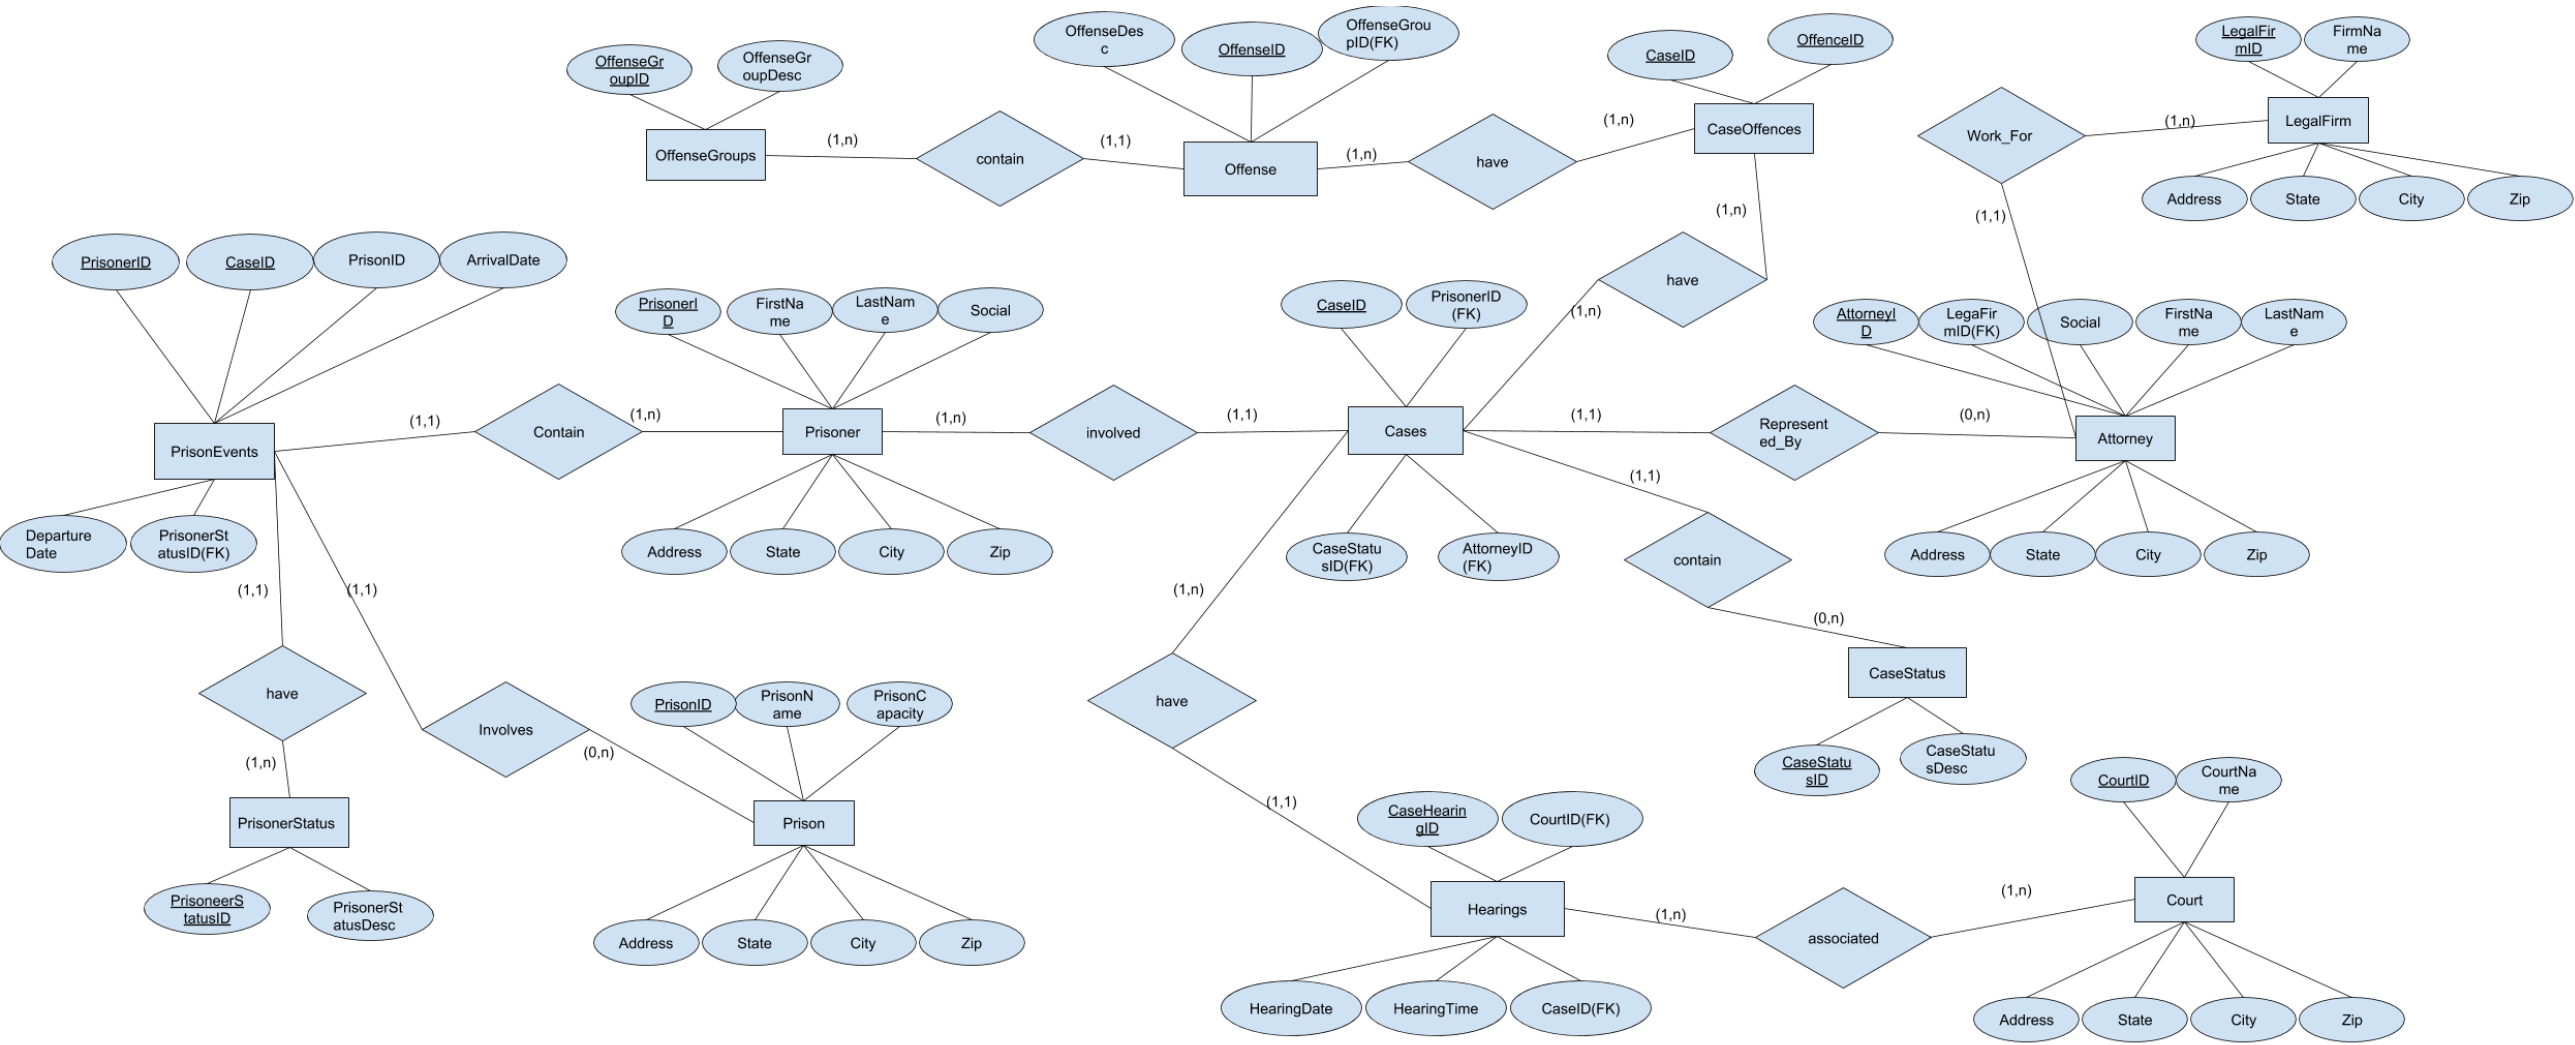 OffenseGr
oupID
OffenseGr
oupDesc
OffenseDes
c
OffenseID
OffenseGrou
pID(FK)
CaseID
OffenceID
LegalFir
mID
FirmNa
me
OffenseGroups
(1,n)
contain
(1,1)
Offense
(1,n)
have
(1,n)
CaseOffences
Work_For
(1,n)
LegalFirm
Address
State
City
Zip
(1,n)
(1,1)
PrisonerID
CaseID
PrisonID
ArrivalDate
have
(1,n)
PrisonerI
D
FirstNa
me
LastNam
e
Social
CaseID
PrisonerID
(FK)
AttorneyI
D
LegaFir
mID(FK)
Social
FirstNa
me
LastNam
e
PrisonEvents
(1,1)
Contain
(1,n)
Prisoner
(1,n)
involved
(1,1)
Cases
(1,1)
Represent
ed_By
(0,n)
Attorney
Departure
Date
PrisonerSt
atusID(FK)
Address
State
City
Zip
CaseStatu
sID(FK)
AttorneyID
(FK)
(1,1)
contain
Address
State
City
Zip
(1,1)
(1,1)
(1,n)
(0,n)
have
Involves
(0,n)
(1,n)
PrisonID
PrisonN
ame
PrisonC
apacity
have
CaseStatus
CaseStatu
sID
CaseStatu
sDesc
PrisonerStatus
PrisoneerS
tatusID
PrisonerSt
atusDesc
Prison
Address
State
City
Zip
(1,1)
CaseHearin
gID
CourtID(FK)
CourtID
CourtNa
me
Hearings
(1,n)
associated
(1,n)
Court
HearingDate
HearingTime
CaseID(FK)
Address
State
City
Zip